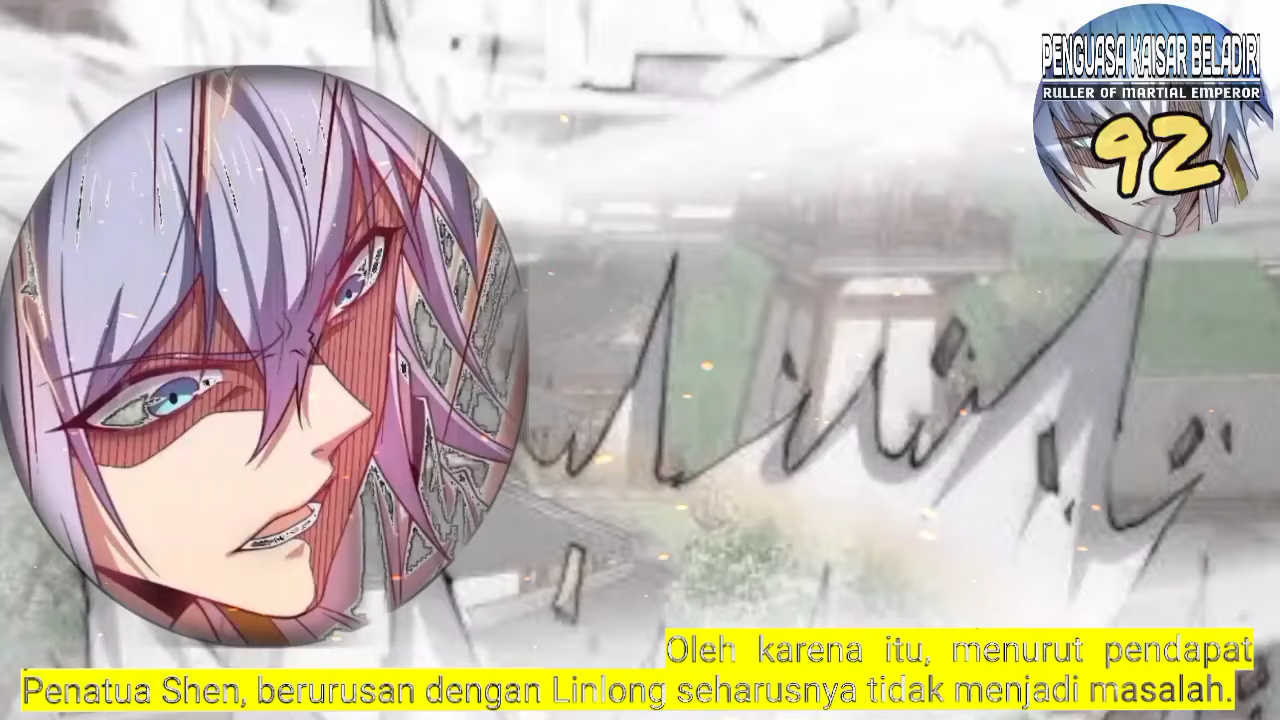 PENGUASA KAISAR BELADIRI
RULLER OF MARTIAL EMPEROR
92
Oleh karena itu, menurut pendapat
Penatua Shen, berurusan dengan Linlong seharusnya tidak menjadi masalah.